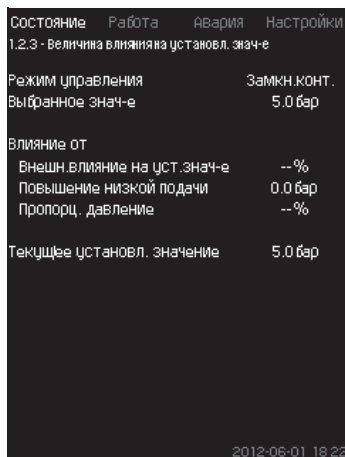 Состояние Работа Авария Настройки
1.2.3 - Величина влияния на установл. знач-е
Режим управления Замкн.конт.
Выбранное знач-е 5.0 бар
Влияние от
Внешн.влияние на уст.знач-е --%
Повышение низкой подачи 0.0 бар
Пропорц. давление --%
Текущее установл. значение 5.0 бар
2012-06-01 18:22